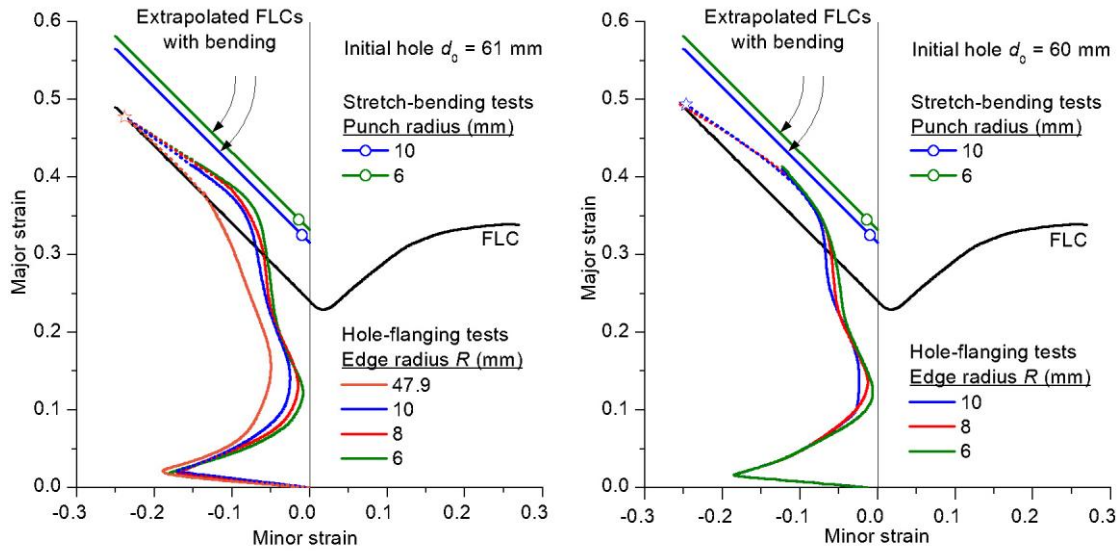 Extrapolated FLCs
with bending
Initial hole d₀ = 61 mm
Stretch-bending tests
Punch radius (mm)
10
6
FLC
Hole-flanging tests
Edge radius R (mm)
47.9
10
8
6
Major strain
0.6
0.5
0.4
0.3
0.2
0.1
0.0
-0.3
-0.2
-0.1
0.0
0.1
0.2
0.3
Minor strain
Extrapolated FLCs
with bending
Initial hole d₀ = 60 mm
Stretch-bending tests
Punch radius (mm)
10
6
FLC
Hole-flanging tests
Edge radius R (mm)
10
8
6
Major strain
0.6
0.5
0.4
0.3
0.2
0.1
0.0
-0.3
-0.2
-0.1
0.0
0.1
0.2
0.3
Minor strain